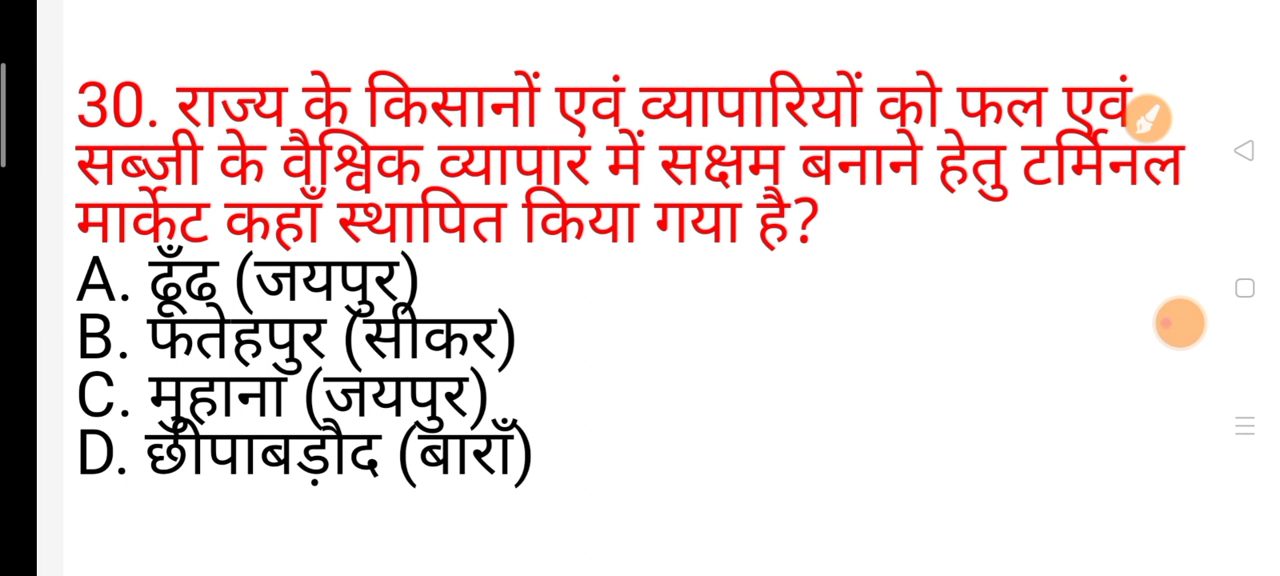 30. राज्य के किसानों एवं व्यापारियों को फल एवं
सब्जी के वैश्विक व्यापार में सक्षम बनाने हेतु टर्मिनल
मार्केट कहाँ स्थापित किया गया है?
A. ढूँढ (जयपुर)
B. फतेहपुर (सीकर)
C. मुहाना (जयपुर)
D. छीपाबड़ौद (बाराँ)